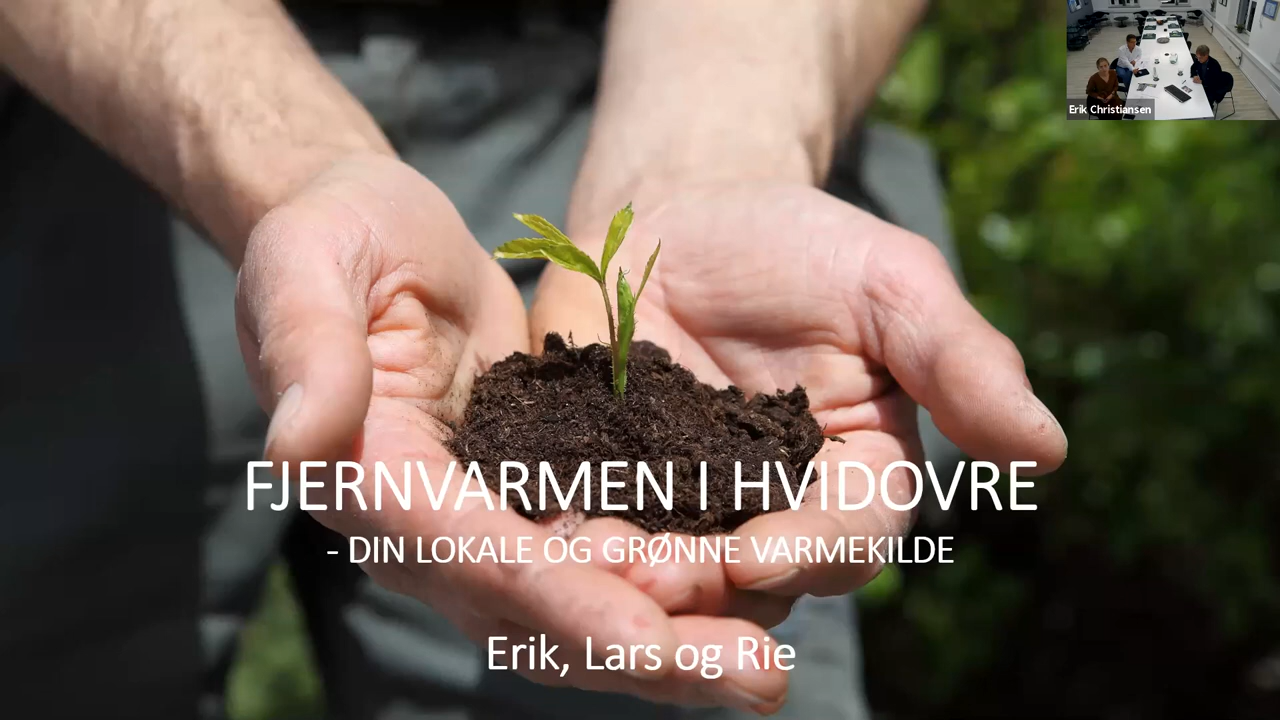 Erik Christiansen
FJERNVARMEN I HVIDOVRE
- DIN LOKALE OG GRØNNE VARMEKILDE
Erik, Lars og Rie